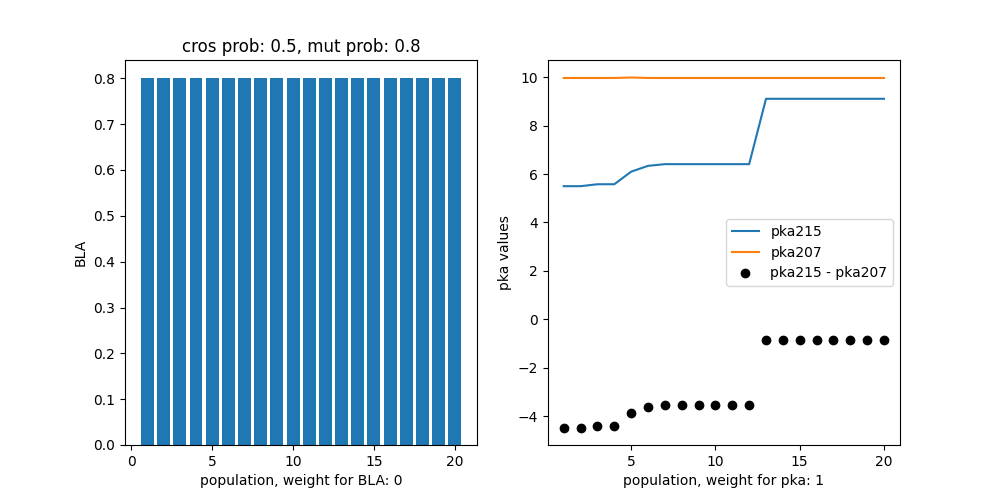 cros prob: 0.5, mut prob: 0.8
BLA
0.8
0.7
0.6
0.5
0.4
0.3
0.2
0.1
0.0
0 5 10 15 20
population, weight for BLA: 0
pka values
10
8
6
4
2
0
−2
−4
pka215
pka207
pka215 - pka207
5 10 15 20
population, weight for pka: 1